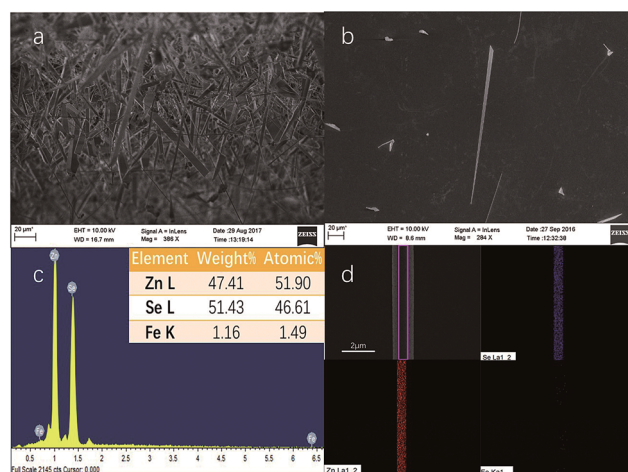 a
20 µm*
EHT = 10.00 kV
WD = 16.7 mm
Signal A = InLens
Mag = 386 X
Date :29 Aug 2017
Time :13:19:14
ZEISS
b
20 µm*
EHT = 10.00 kV
WD = 8.6 mm
Signal A = InLens
Mag = 284 X
Date :27 Sep 2016
Time :12:32:38
ZEISS
c
Element Weight% Atomic%
Zn L 47.41 51.90
Se L 51.43 46.61
Fe K 1.16 1.49
Zn
Se
Fe
Fe
0.5 1 1.5 2 2.5 3 3.5 4 4.5 5 5.5 6 6.5
Full Scale 2145 cts Cursor: 0.000
d
2µm
Se La1_2
Zn La1_2
Fe Ka1